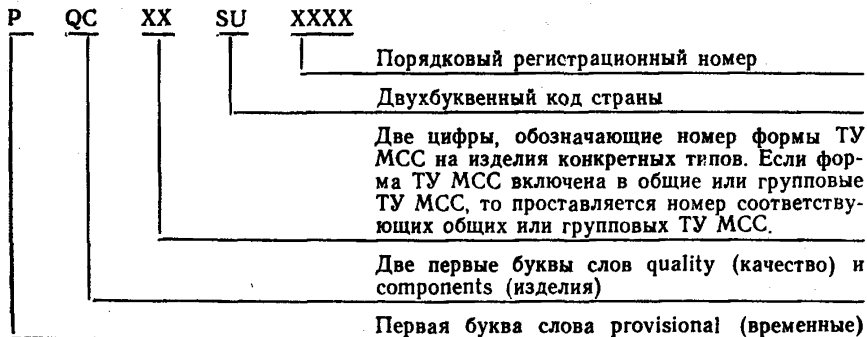 P QC XX SU XXXX
Порядковый регистрационный номер
Двухбуквенный код страны
Две цифры, обозначающие номер формы ТУ
МСС на изделия конкретных типов. Если фор-
ма ТУ МСС включена в общие или групповые
ТУ МСС, то проставляется номер соответству-
ющих общих или групповых ТУ МСС.
Две первые буквы слов quality (качество) и
components (изделия)
Первая буква слова provisional (временные)